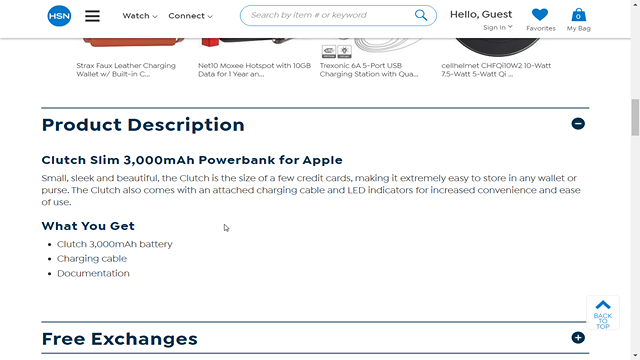 HSN
Watch
Connect
Search by item # or keyword
Hello, Guest
Sign In
Favorites
0
My Bag
Strax Faux Leather Charging
Wallet w/ Built-in C...
Net10 Moxee Hotspot with 10GB
Data for 1 Year an...
Trexonic 6A 5-Port USB
Charging Station with Qua...
cellhelmet CHFQi10W2 10-Watt
7.5-Watt 5-Watt Qi ...
Product Description
Clutch Slim 3,000mAh Powerbank for Apple
Small, sleek and beautiful, the Clutch is the size of a few credit cards, making it extremely easy to store in any wallet or
purse. The Clutch also comes with an attached charging cable and LED indicators for increased convenience and ease
of use.
What You Get
• Clutch 3,000mAh battery
• Charging cable
• Documentation
BACK
TO
TOP
Free Exchanges